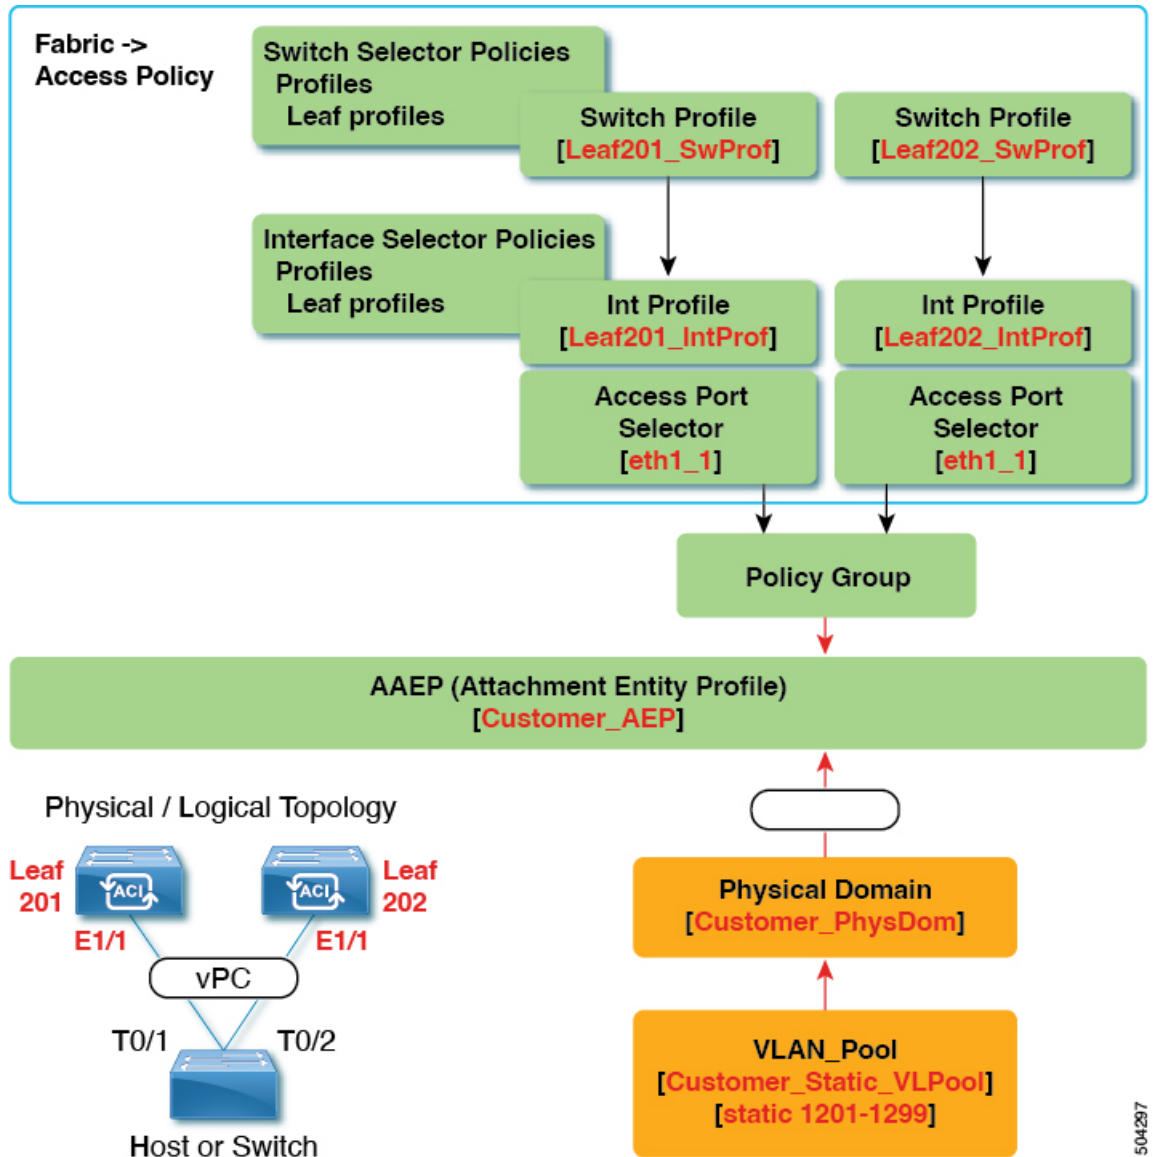 Fabric ->
Access Policy
Switch Selector Policies
Profiles
Leaf profiles
Switch Profile
[Leaf201_SwProf]
Switch Profile
[Leaf202_SwProf]
Interface Selector Policies
Profiles
Leaf profiles
Int Profile
[Leaf201_IntProf]
Int Profile
[Leaf202_IntProf]
Access Port
Selector
[eth1_1]
Access Port
Selector
[eth1_1]
Policy Group
AAEP (Attachment Entity Profile)
[Customer_AEP]
Physical / Logical Topology
Leaf
201
ACI
ACI
Leaf
202
E1/1
E1/1
vPC
T0/1
T0/2
Host or Switch
Physical Domain
[Customer_PhysDom]
VLAN_Pool
[Customer_Static_VLPool]
[static 1201-1299]
504297